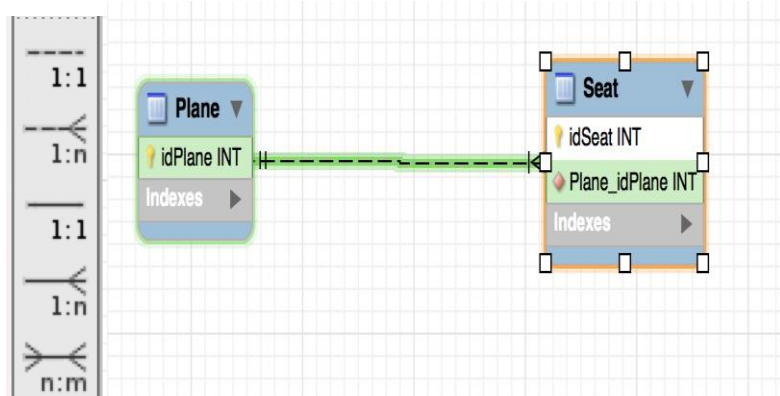 1:1
1:n
1:1
1:n
n:m
Plane
idPlane INT
Indexes
Seat
idSeat INT
Plane_idPlane INT
Indexes